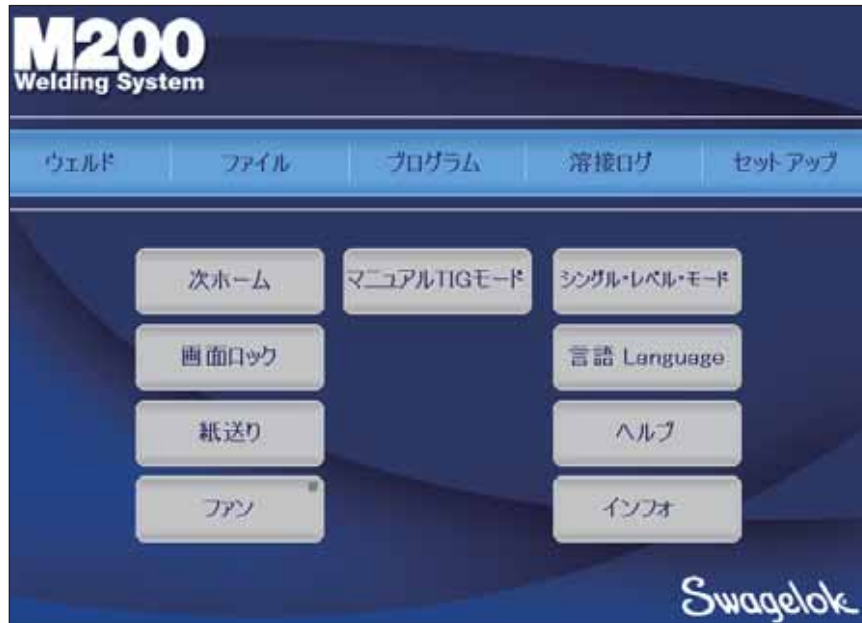 M200
Welding System
ウェルド ファイル プログラム 溶接ログ セットアップ
次ホーム マニュアルTIGモード シングル・レベル・モード
画面ロック 言語 Language
紙送り ヘルプ
ファン インフォ
Swagelok